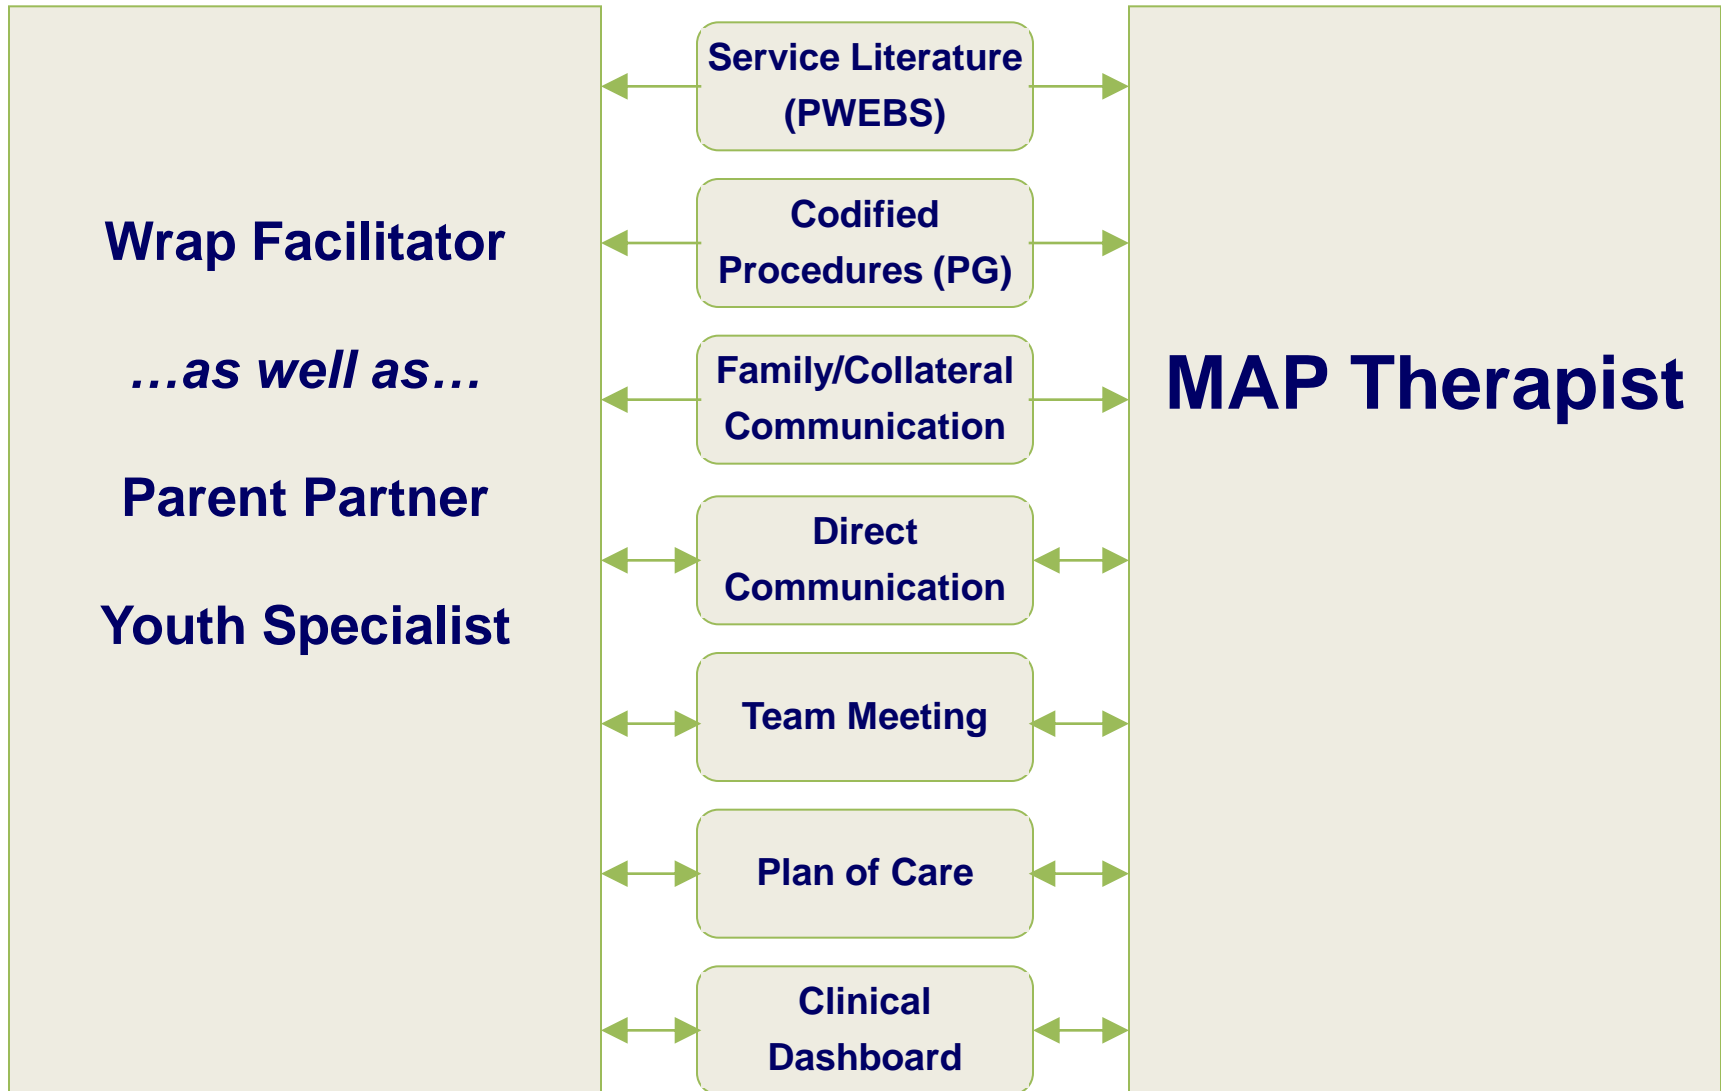 Wrap Facilitator
…as well as…
Parent Partner
Youth Specialist
Service Literature
(PWEBS)
Codified
Procedures (PG)
Family/Collateral
Communication
Direct
Communication
Team Meeting
Plan of Care
Clinical
Dashboard
MAP Therapist